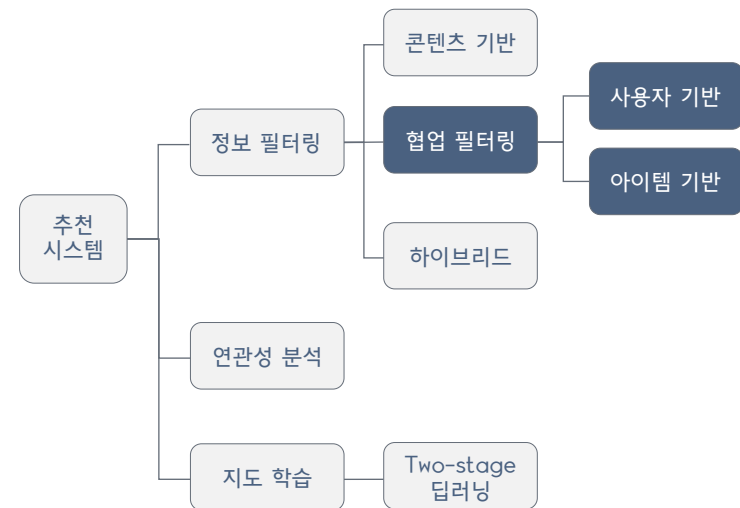 추천
시스템
정보 필터링
콘텐츠 기반
협업 필터링
사용자 기반
아이템 기반
하이브리드
연관성 분석
지도 학습
Two-stage
딥러닝